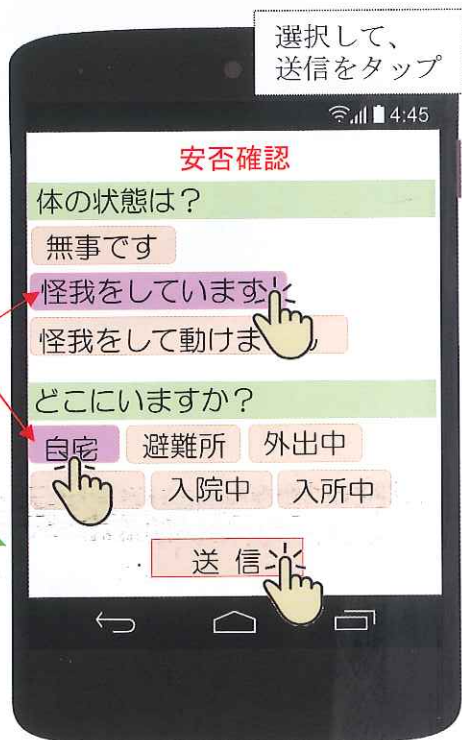 選択して、
送信をタップ
4:45
安否確認
体の状態は?
無事です
怪我をしています
怪我をして動けま
どこにいますか?
自宅 避難所 外出中
入院中 入所中
送 信